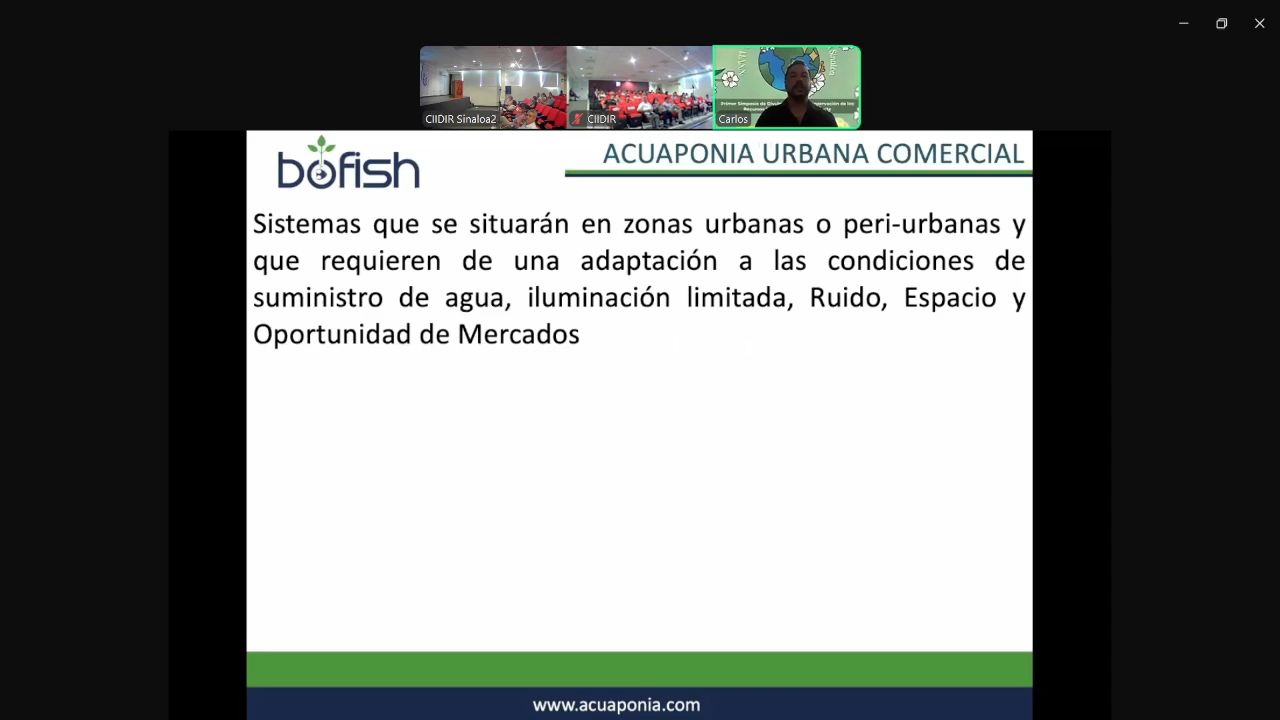 CIIDIR Sinaloa2
CIIDIR
Carlos
Sinaloa
bofish
ACUAPONIA URBANA COMERCIAL
Sistemas que se situarán en zonas urbanas o peri-urbanas y
que requieren de una adaptación a las condiciones de
suministro de agua, iluminación limitada, Ruido, Espacio y
Oportunidad de Mercados
www.acuaponia.com